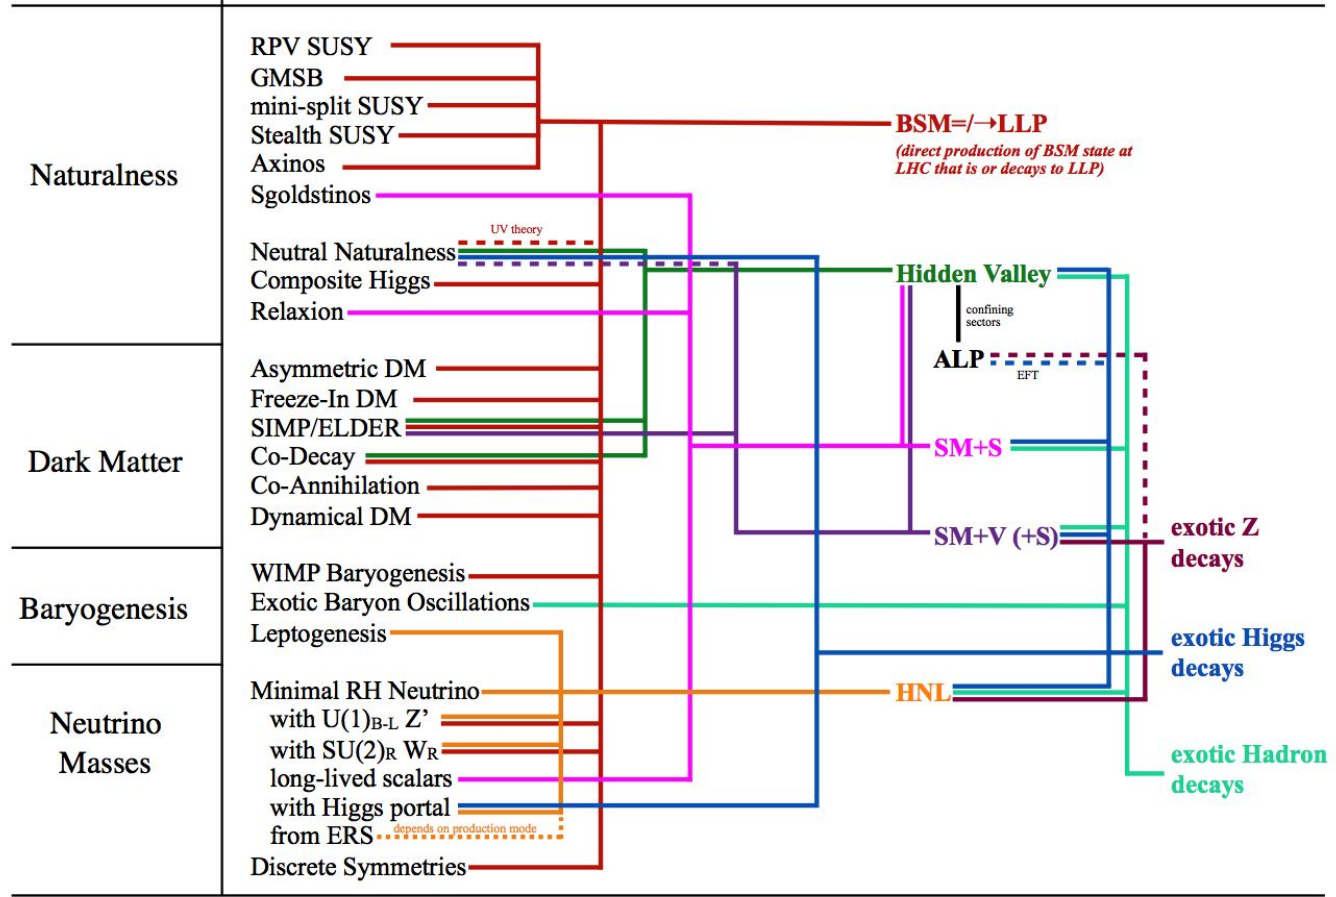 Naturalness
RPV SUSY
GMSB
mini-split SUSY
Stealth SUSY
Axinos
Sgoldstinos
UV theory
Neutral Naturalness
Composite Higgs
Relaxion
BSM=/→LLP
(direct production of BSM state at
LHC that is or decays to LLP)
Hidden Valley
confining
sectors
ALP
EFT
Dark Matter
Asymmetric DM
Freeze-In DM
SIMP/ELDER
Co-Decay
Co-Annihilation
Dynamical DM
SM+S
SM+V (+S)
exotic Z
decays
Baryogenesis
WIMP Baryogenesis
Exotic Baryon Oscillations
Leptogenesis
exotic Higgs
decays
Neutrino
Masses
Minimal RH Neutrino
with U(1)B-L Z’
with SU(2)R WR
long-lived scalars
with Higgs portal
from ERS
depends on production mode
Discrete Symmetries
HNL
exotic Hadron
decays